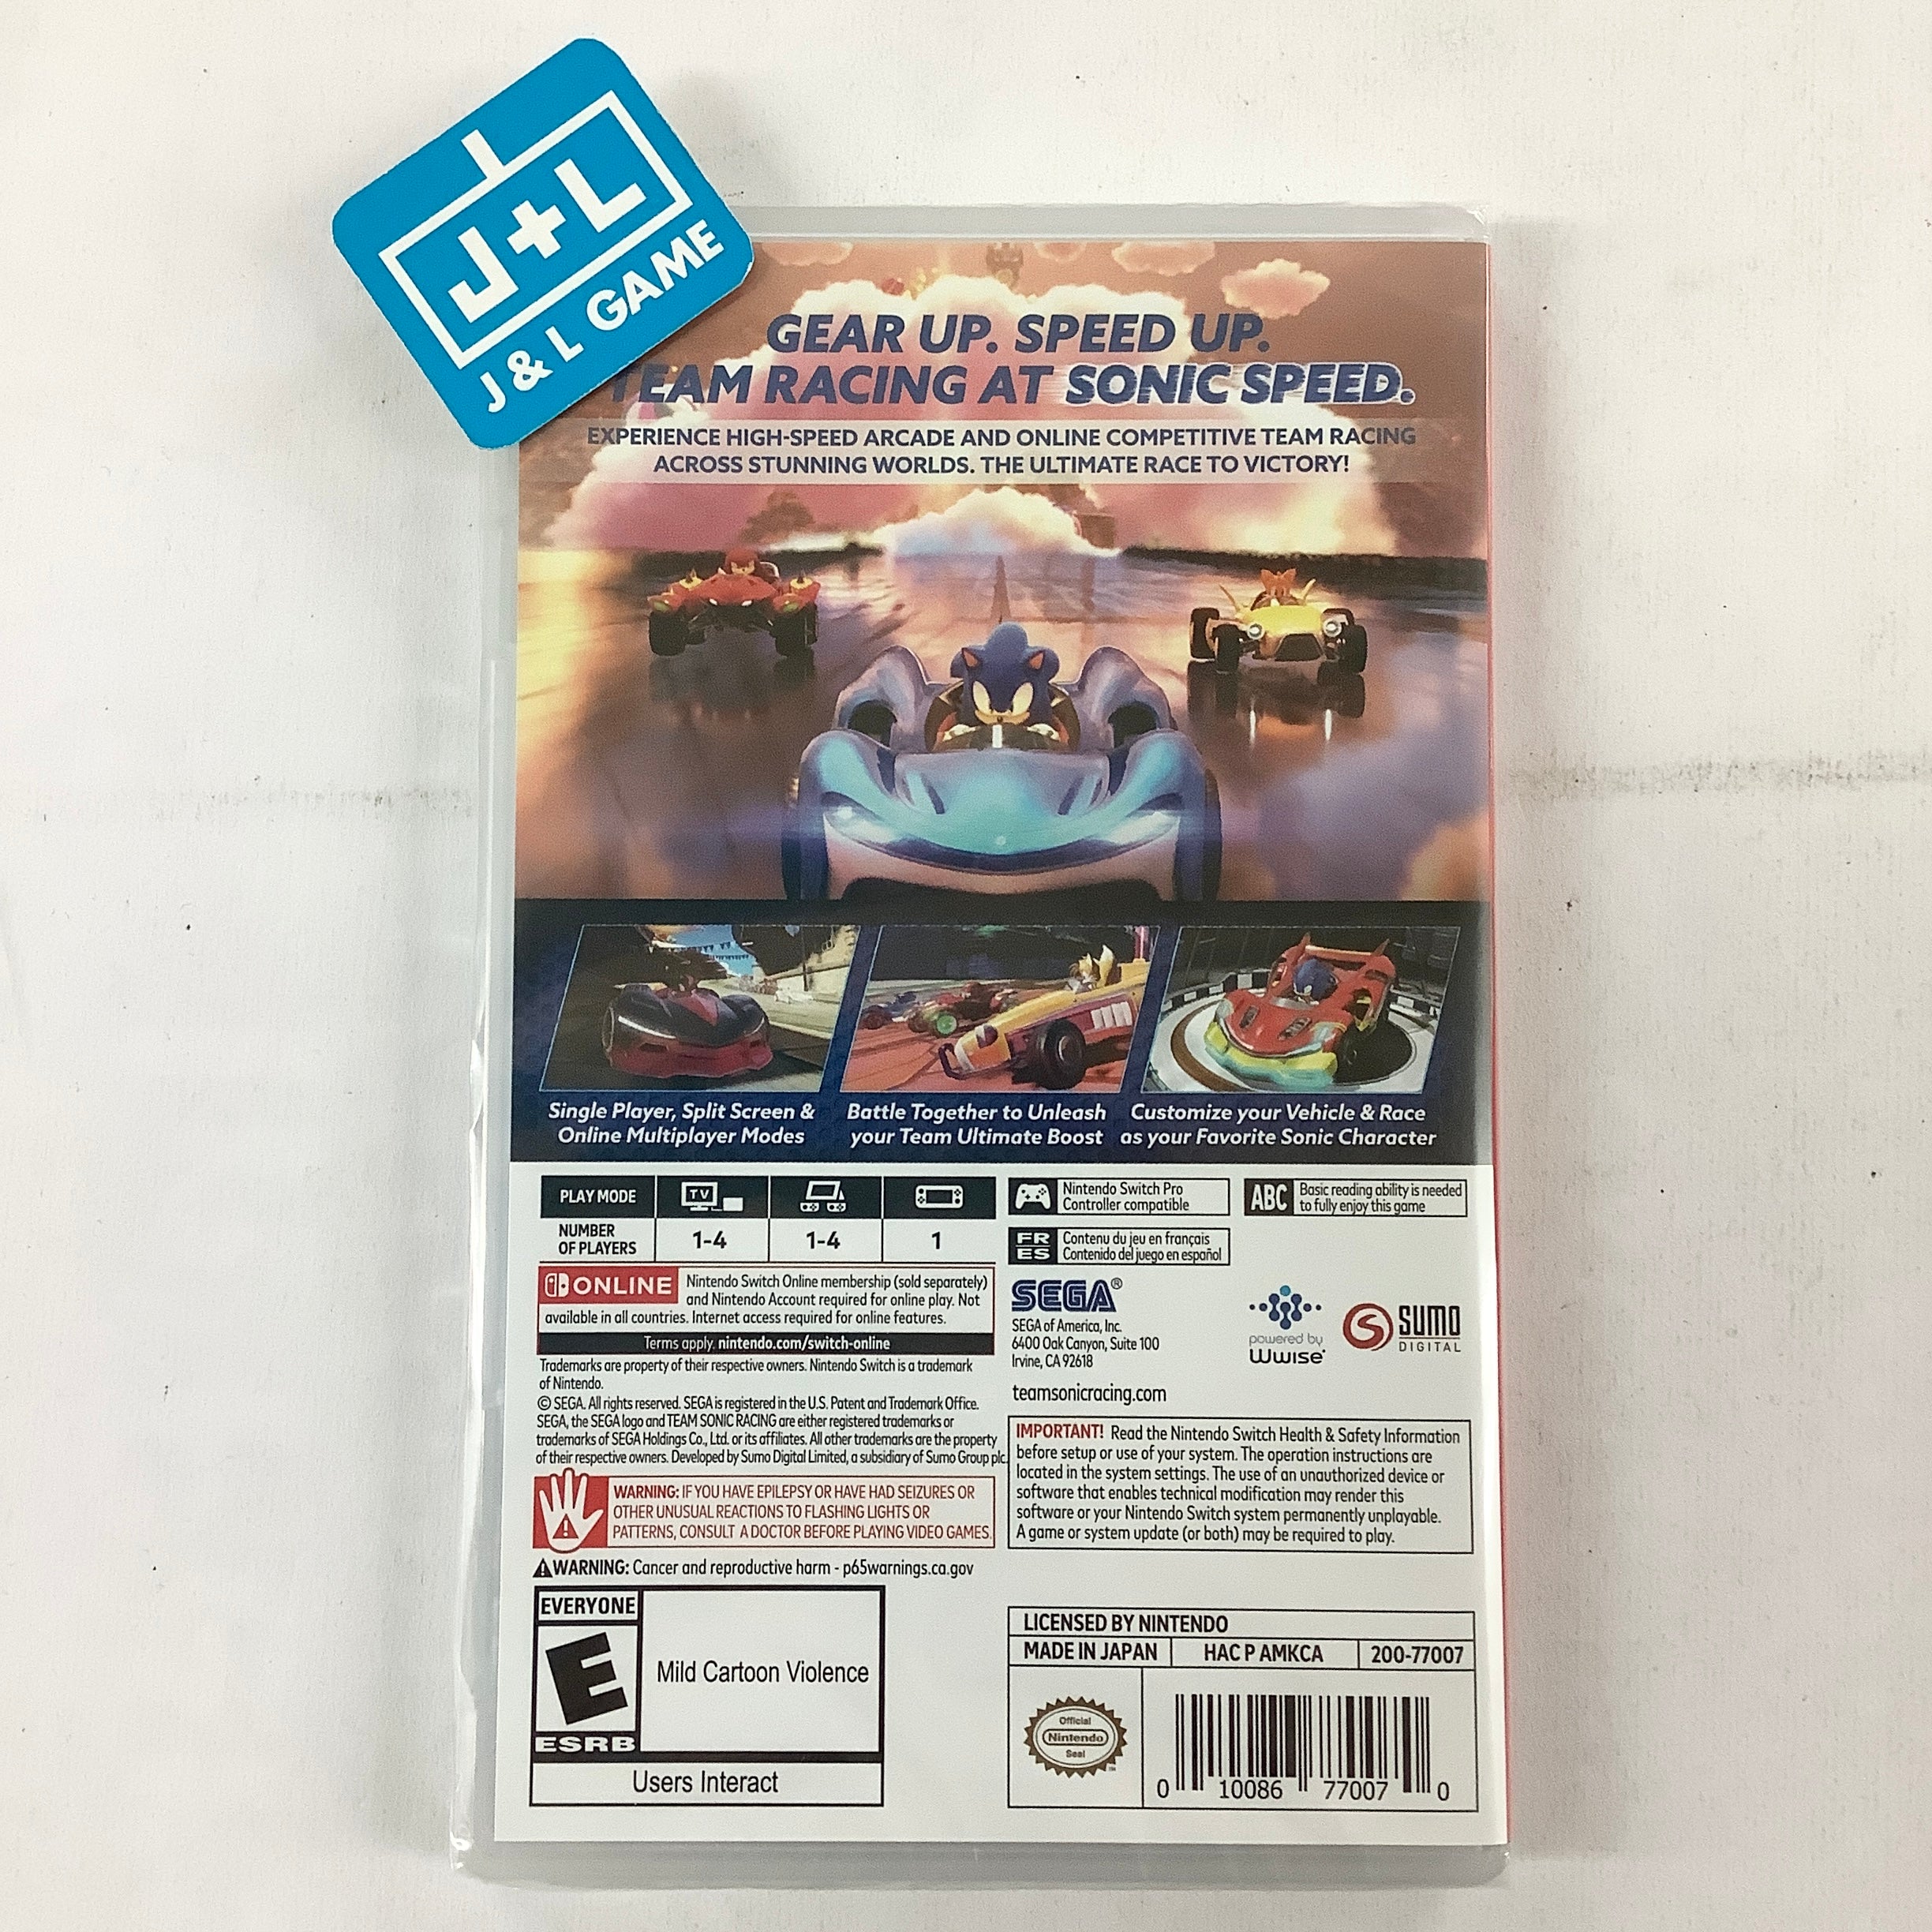 J+L
J & L GAME
GEAR UP. SPEED UP.
TEAM RACING AT SONIC SPEED.
EXPERIENCE HIGH-SPEED ARCADE AND ONLINE COMPETITIVE TEAM RACING
ACROSS STUNNING WORLDS. THE ULTIMATE RACE TO VICTORY!
Single Player, Split Screen &
Online Multiplayer Modes
Battle Together to Unleash
your Team Ultimate Boost
Customize your Vehicle & Race
as your Favorite Sonic Character
PLAY MODE
TV
NUMBER
OF PLAYERS
1-4
1-4
1
Nintendo Switch Pro
Controller compatible
ABC
Basic reading ability is needed
to fully enjoy this game
FR
ES
Contenu du jeu en français
Contenido del juego en español
ONLINE
Nintendo Switch Online membership (sold separately)
and Nintendo Account required for online play. Not
available in all countries. Internet access required for online features.
Terms apply. nintendo.com/switch-online
Trademarks are property of their respective owners. Nintendo Switch is a trademark
of Nintendo.
© SEGA. All rights reserved. SEGA is registered in the U.S. Patent and Trademark Office.
SEGA, the SEGA logo and TEAM SONIC RACING are either registered trademarks or
trademarks of SEGA Holdings Co., Ltd. or its affiliates. All other trademarks are the property
of their respective owners. Developed by Sumo Digital Limited, a subsidiary of Sumo Group plc.
SEGA®
SEGA of America, Inc.
6400 Oak Canyon, Suite 100
Irvine, CA 92618
teamsonicracing.com
powered by
Wwise
SUMO
DIGITAL
WARNING: IF YOU HAVE EPILEPSY OR HAVE HAD SEIZURES OR
OTHER UNUSUAL REACTIONS TO FLASHING LIGHTS OR
PATTERNS, CONSULT A DOCTOR BEFORE PLAYING VIDEO GAMES.
WARNING: Cancer and reproductive harm - p65warnings.ca.gov
IMPORTANT! Read the Nintendo Switch Health & Safety Information
before setup or use of your system. The operation instructions are
located in the system settings. The use of an unauthorized device or
software that enables technical modification may render this
software or your Nintendo Switch system permanently unplayable.
A game or system update (or both) may be required to play.
EVERYONE
E
ESRB
Mild Cartoon Violence
Users Interact
LICENSED BY NINTENDO
MADE IN JAPAN
HAC P AMKCA
200-77007
Official
Nintendo
Seal
0 10086 77007 0